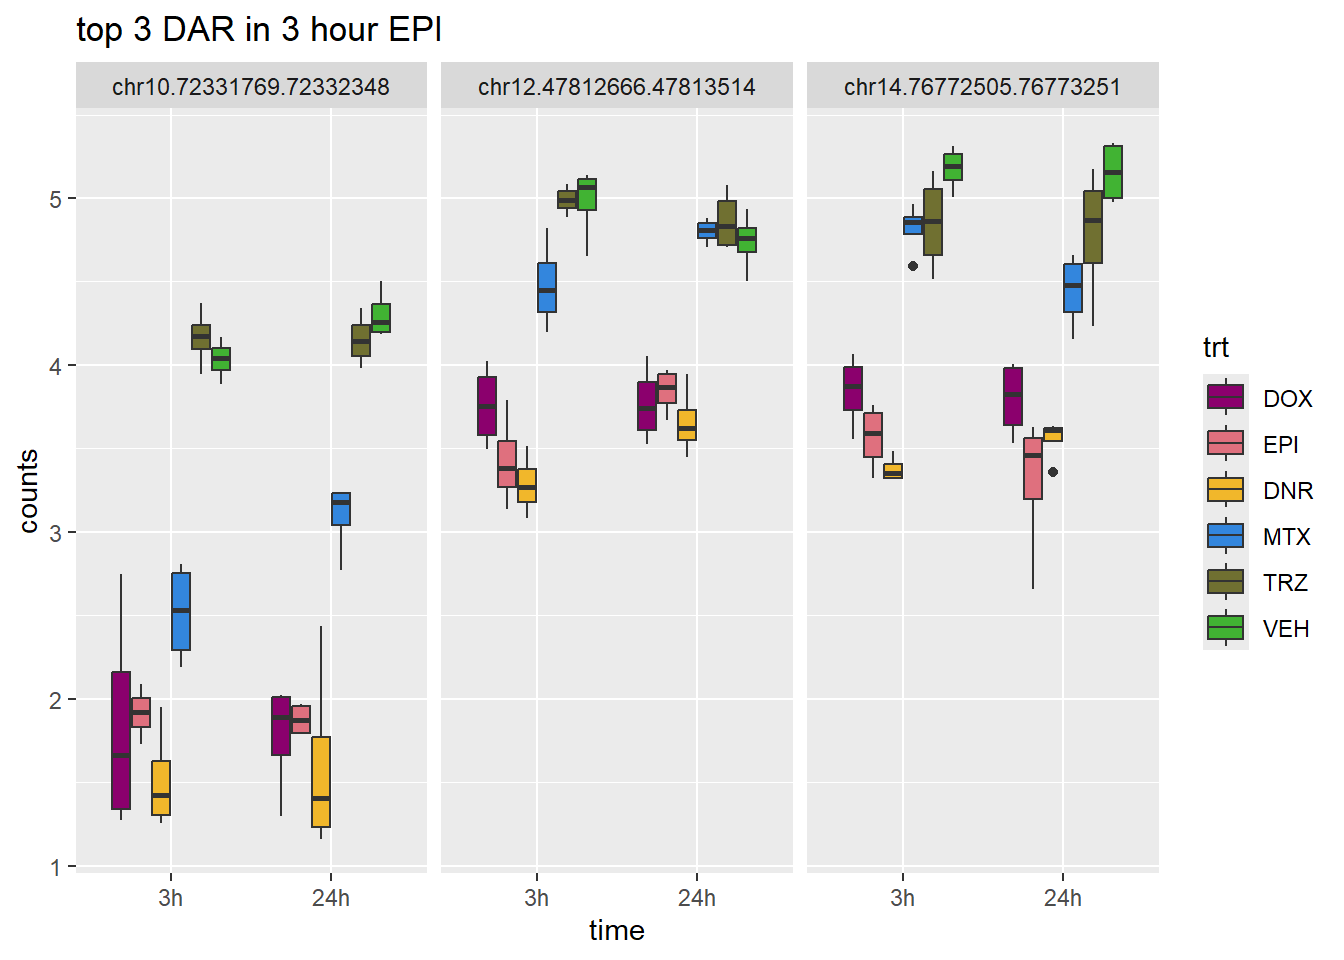 top 3 DAR in 3 hour EPI
chr10.72331769.72332348 chr12.47812666.47813514 chr14.76772505.76773251
5
4
3
2
1
counts
3h 24h 3h 24h 3h 24h
time
trt
DOX
EPI
DNR
MTX
TRZ
VEH